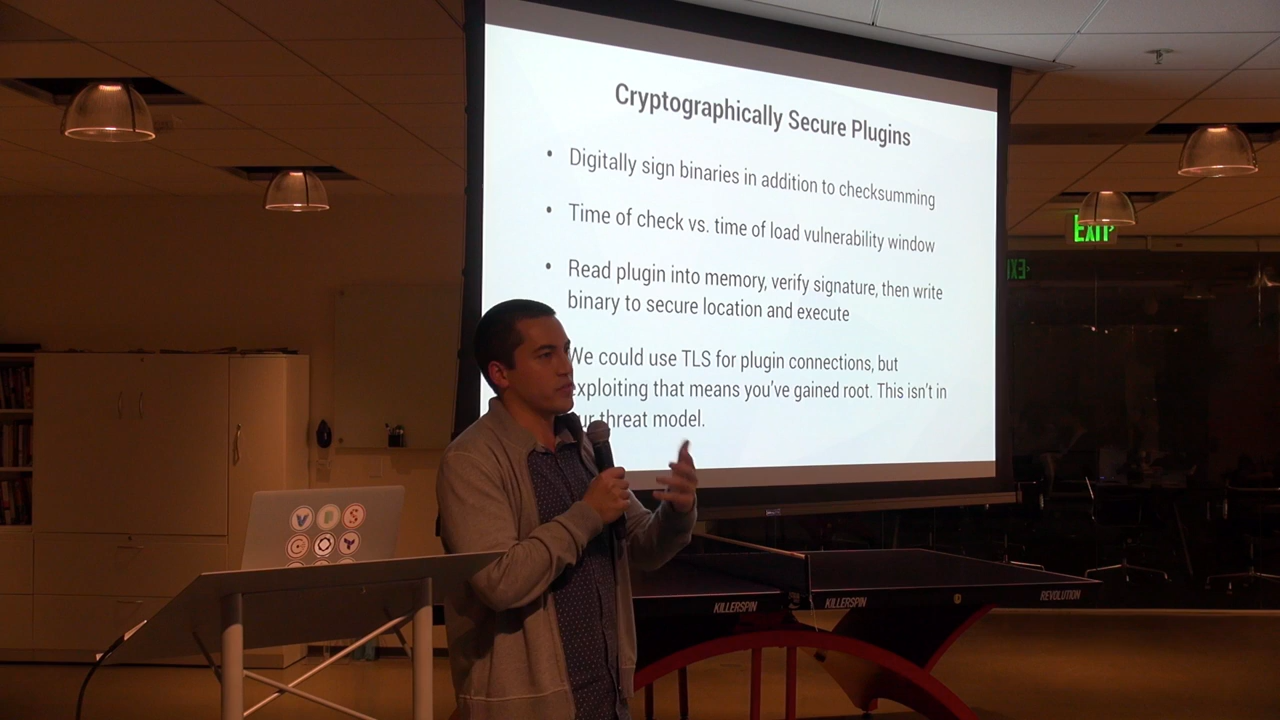 Cryptographically Secure Plugins
• Digitally sign binaries in addition to checksumming
• Time of check vs. time of load vulnerability window
• Read plugin into memory, verify signature, then write
binary to secure location and execute
We could use TLS for plugin connections, but
exploiting that means you've gained root. This isn't in
ur threat model.
EXIT
EXIT
KILLERSPIN
KILLERSPIN
REVOLUTION